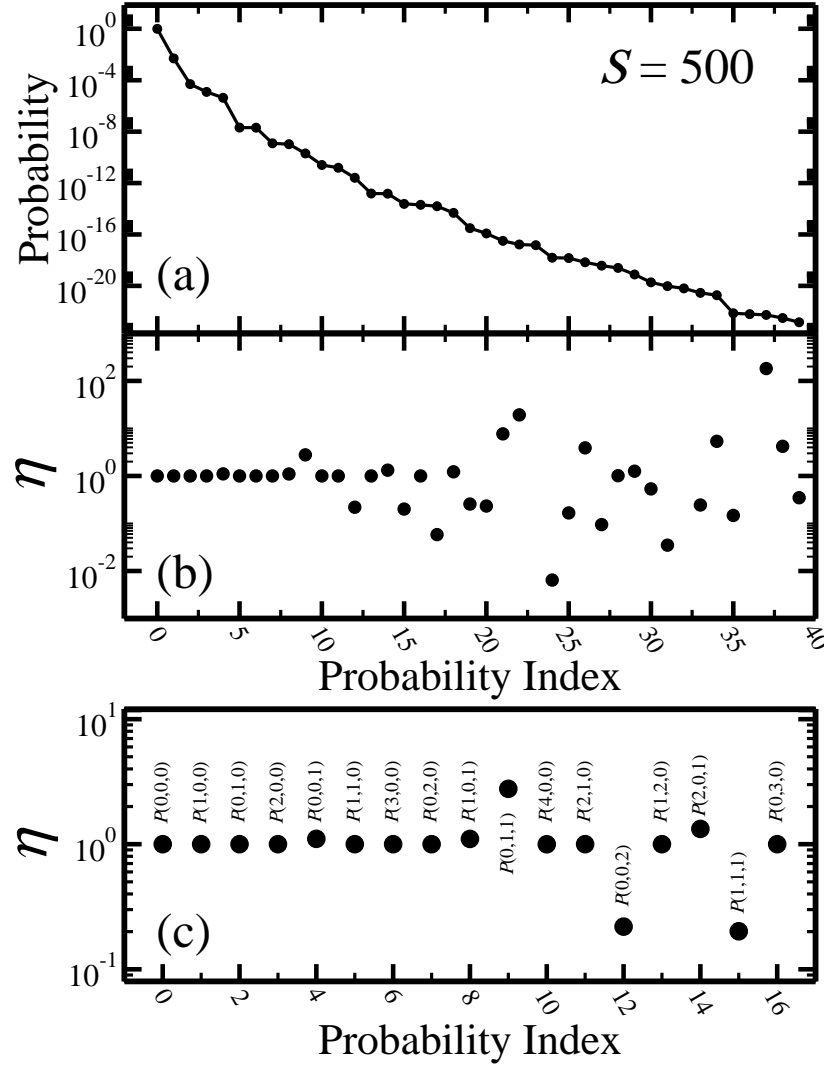 10^0
10^-4
10^-8
10^-12
10^-16
10^-20
Probability
S = 500
(a)
10^2
10^0
10^-2
η
(b)
0 5 10 15 20 25 30 35 40
Probability Index
10^1
10^0
10^-1
η
P(0,0,0)
P(1,0,0)
P(0,1,0)
P(2,0,0)
P(0,0,1)
P(1,1,0)
P(3,0,0)
P(0,2,0)
P(1,0,1)
P(0,1,1)
P(4,0,0)
P(2,1,0)
P(0,0,2)
P(1,2,0)
P(2,0,1)
P(1,1,1)
P(0,3,0)
(c)
0 2 4 6 8 10 12 14 16
Probability Index